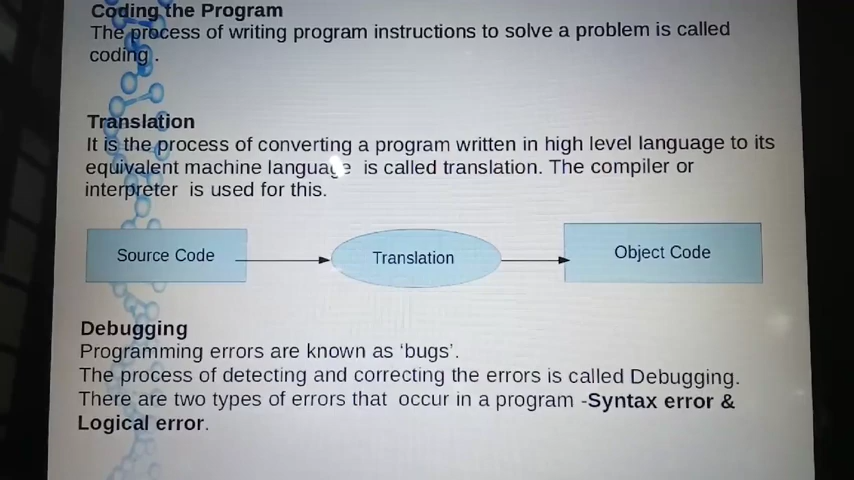 Coding the Program
The process of writing program instructions to solve a problem is called
coding .
Translation
It is the process of converting a program written in high level language to its
equivalent machine language is called translation. The compiler or
interpreter is used for this.
Source Code
Translation
Object Code
Debugging
Programming errors are known as ‘bugs’.
The process of detecting and correcting the errors is called Debugging.
There are two types of errors that occur in a program -Syntax error &
Logical error.